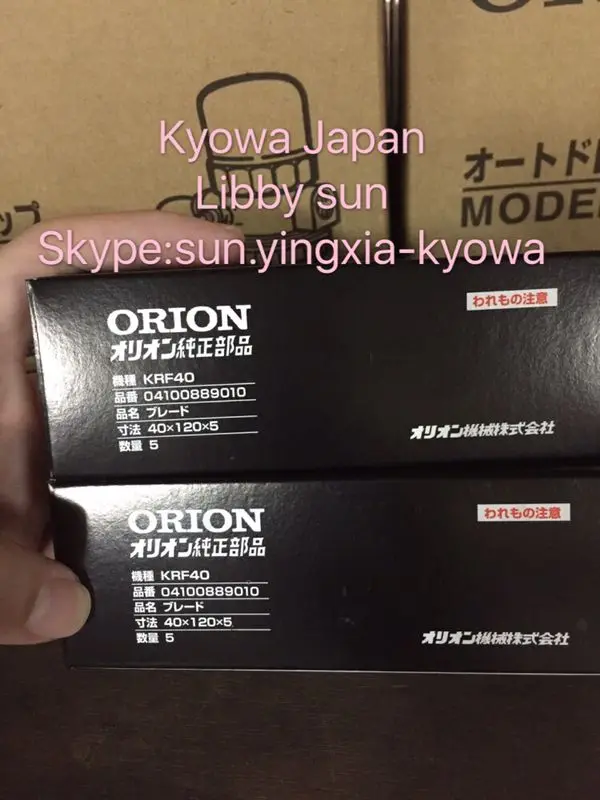 ORION
オートド
MODE
ップ
Kyowa Japan
Libby sun
Skype:sun.yingxia-kyowa
ORION
オリオン純正部品
われもの注意
機種 KRF40
品番 04100889010
品名 ブレード
寸法 40×120×5
数量 5
オリオン機械株式会社
ORION
オリオン純正部品
われもの注意
機種 KRF40
品番 04100889010
品名 ブレード
寸法 40×120×5
数量 5
オリオン機械株式会社